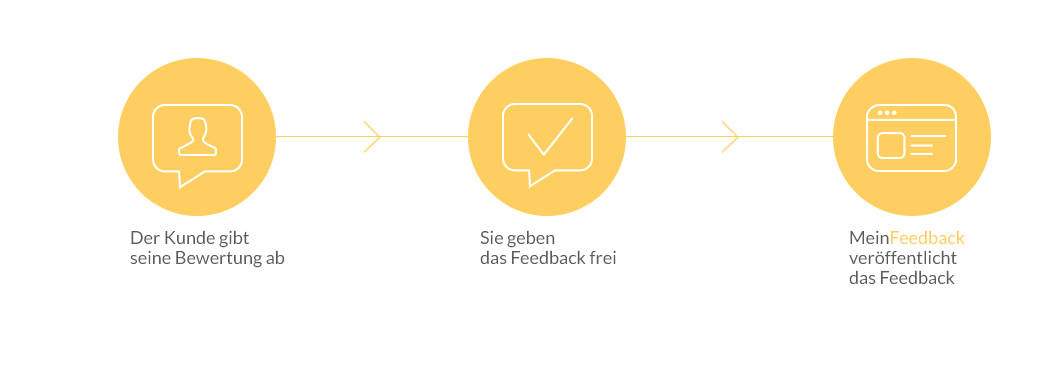 Der Kunde gibt
seine Bewertung ab
Sie geben
das Feedback frei
MeinFeedback
veröffentlicht
das Feedback